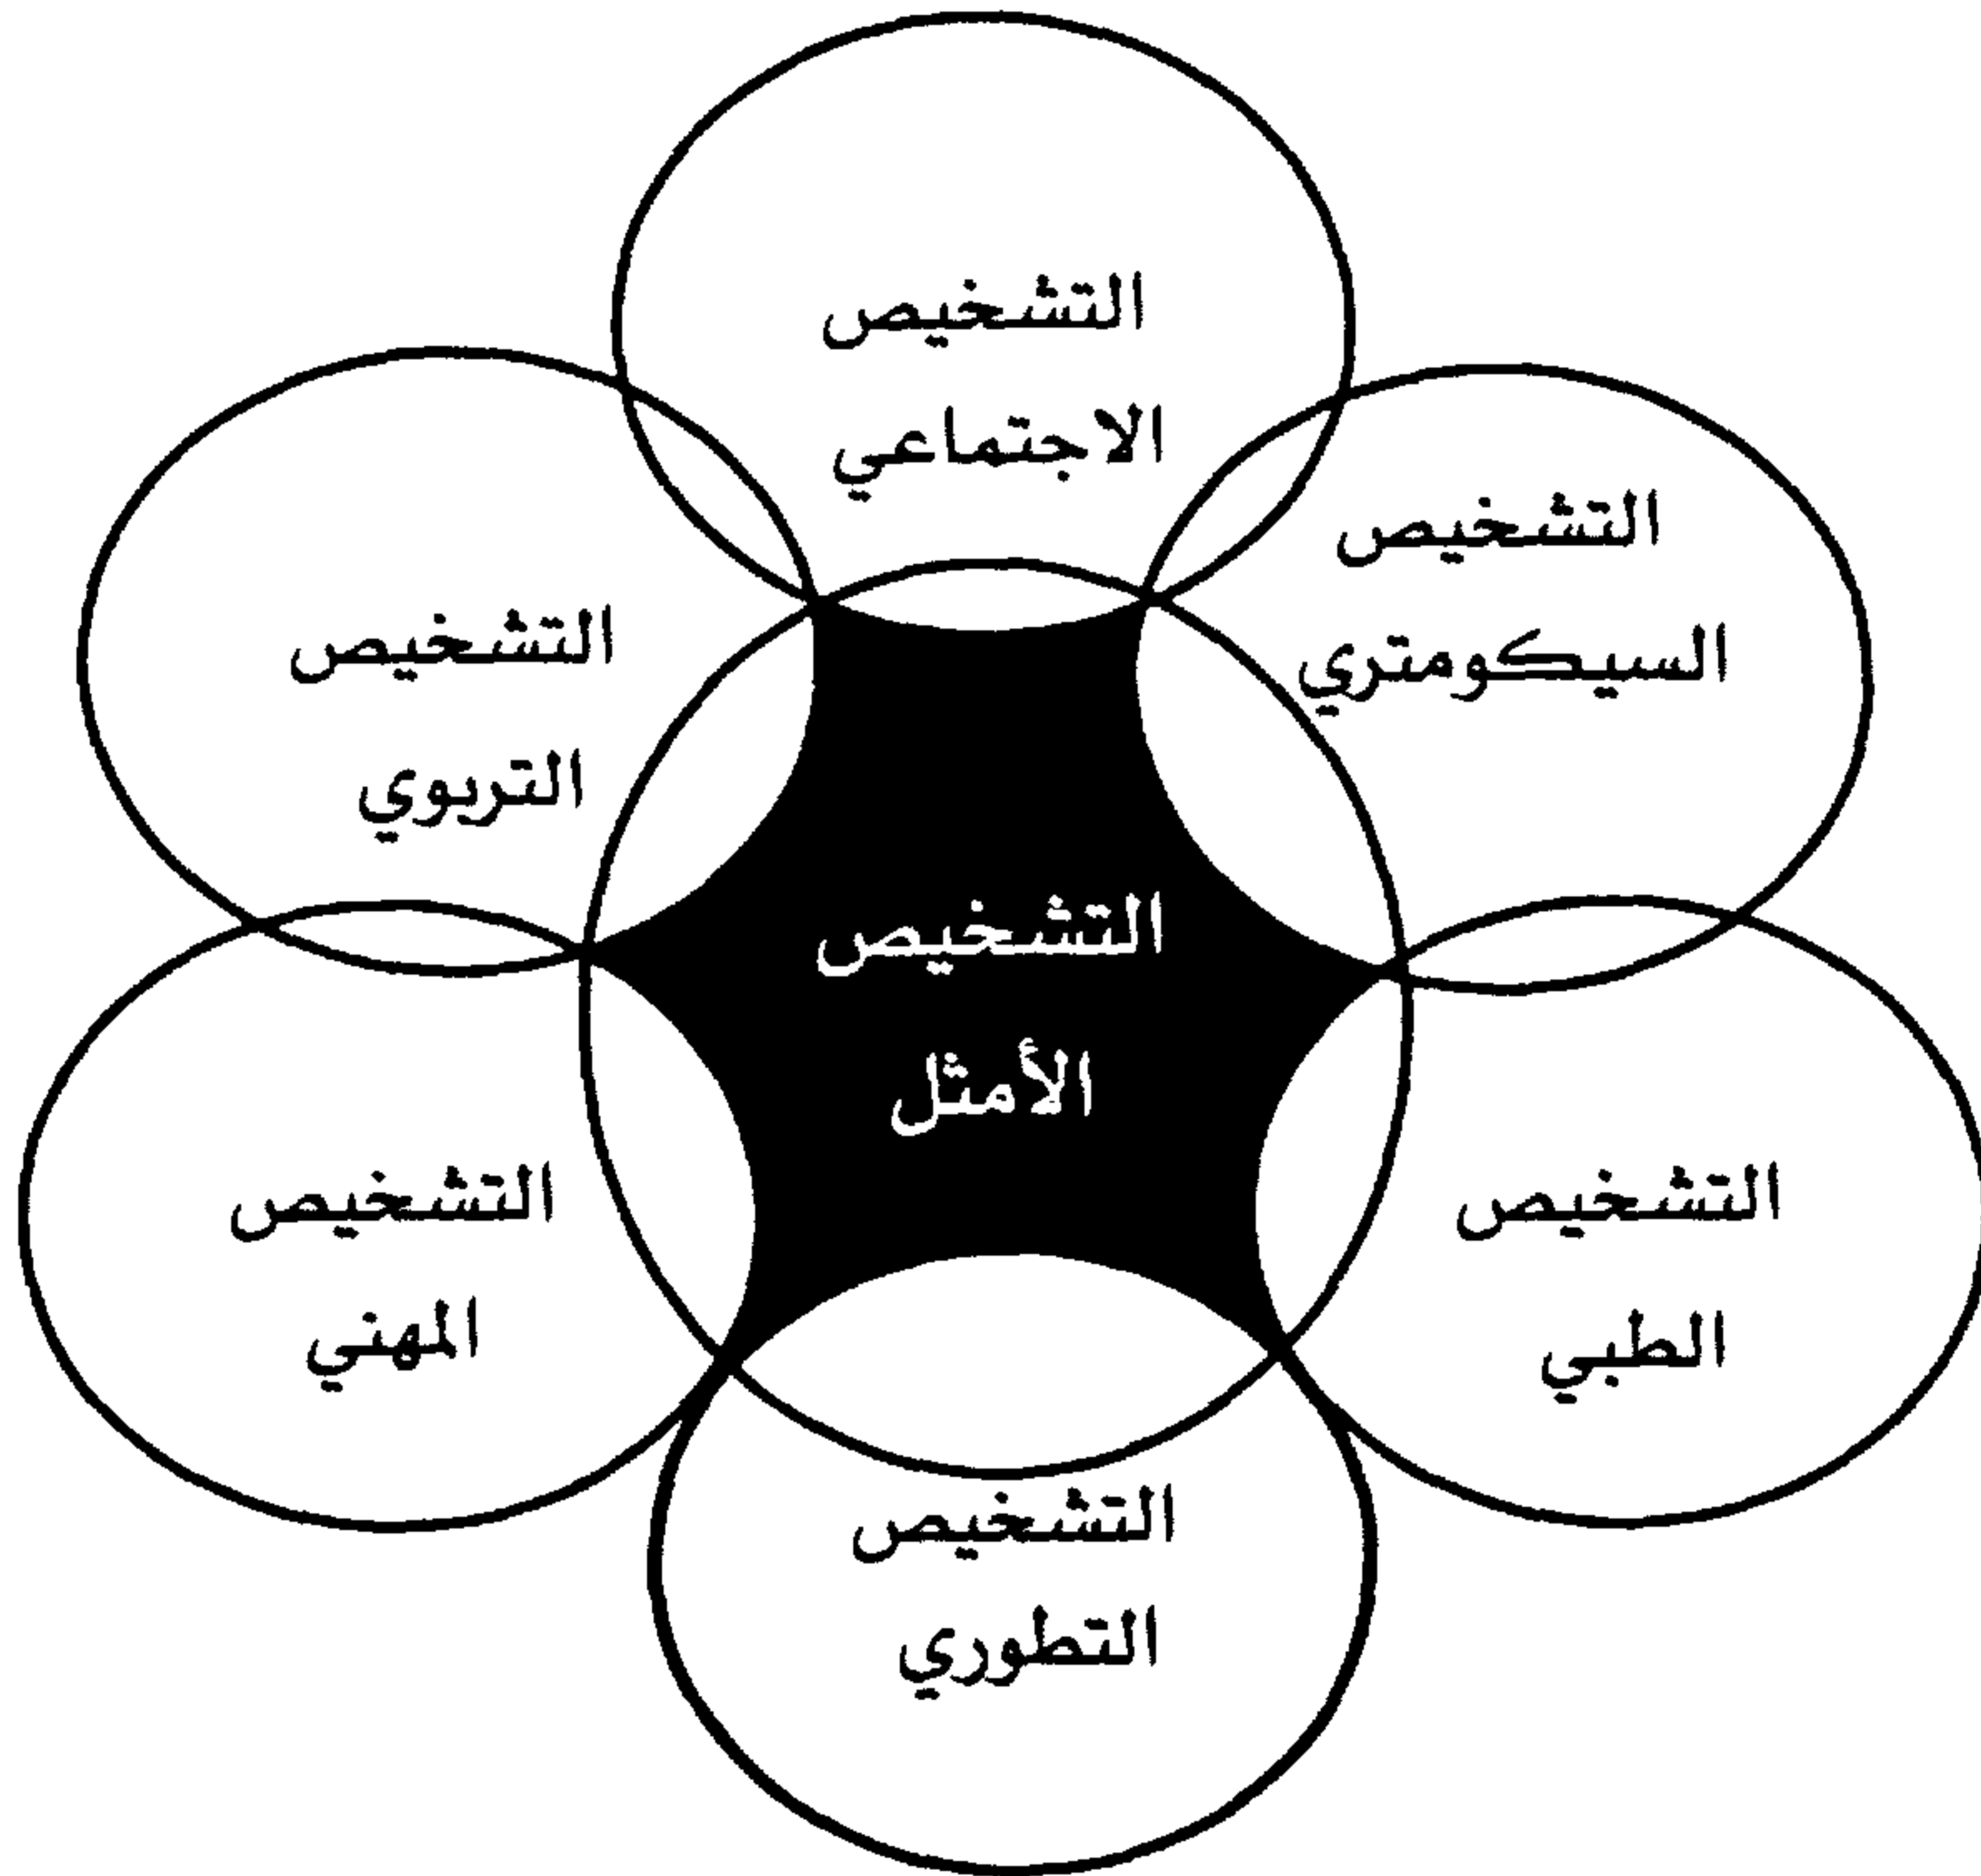 التشخيص
الاجتماعي
التشخيص
السيكومتري
التشخيص
التربوي
التشخيص
الأمثل
التشخيص
الطبي
التشخيص
المهني
التشخيص
التطوري